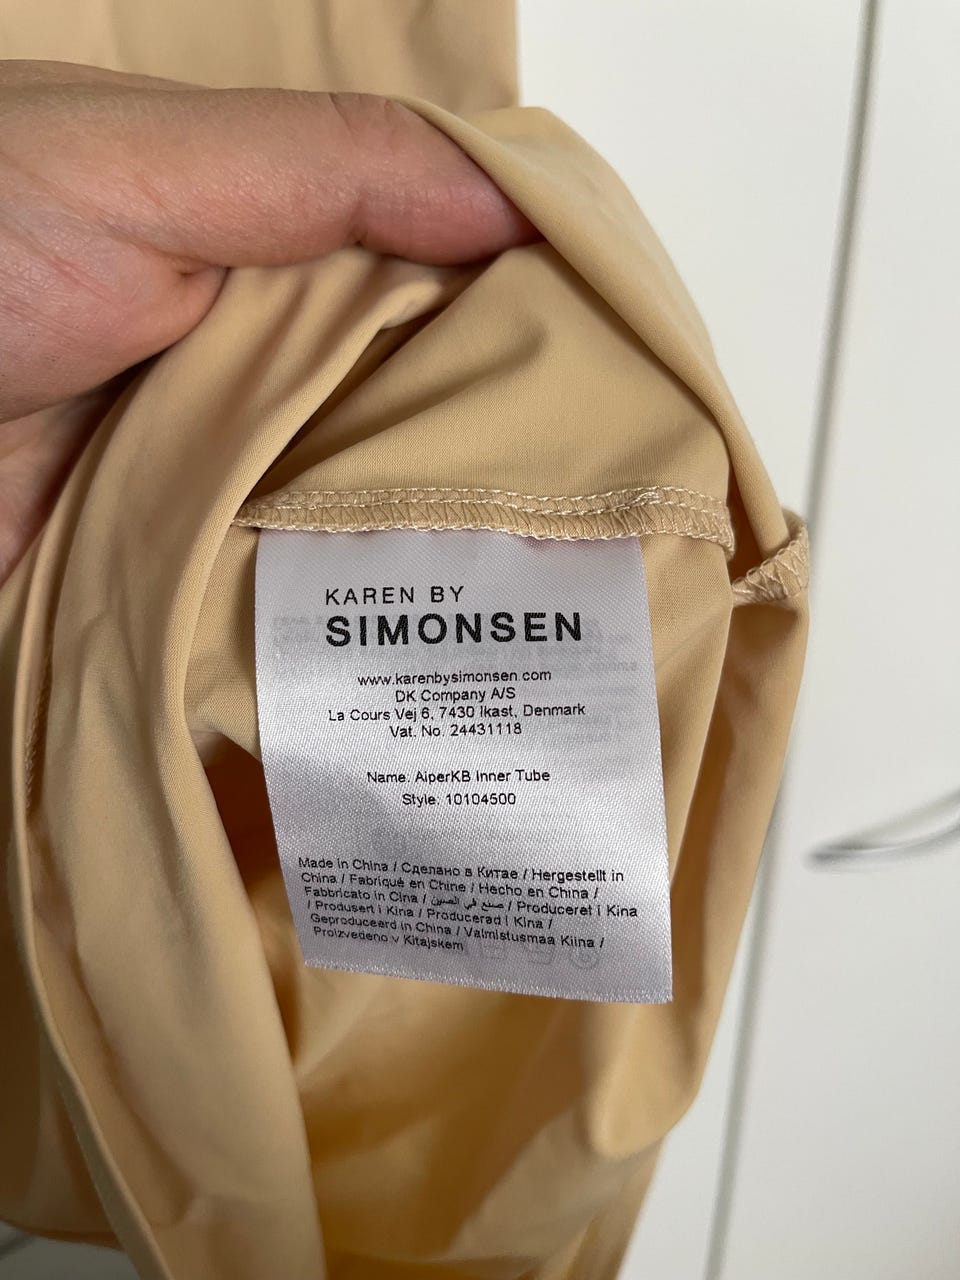 KAREN BY
SIMONSEN
www.karenbysimonsen.com
DK Company A/S
La Cours Vej 6, 7430 Ikast, Denmark
Vat. No. 24431118
Name: AiperKB Inner Tube
Style: 10104500
Made in China / Сделано в Китае / Hergestellt in
China / Fabriqué en Chine / Hecho en China /
Fabbricato in Cina / صنع في الصين / Produceret i Kina
/ Produsert i Kina / Producerad i Kina /
Geproduceerd in China / Valmistusmaa Kiina /
Proizvedeno v Kitajskem